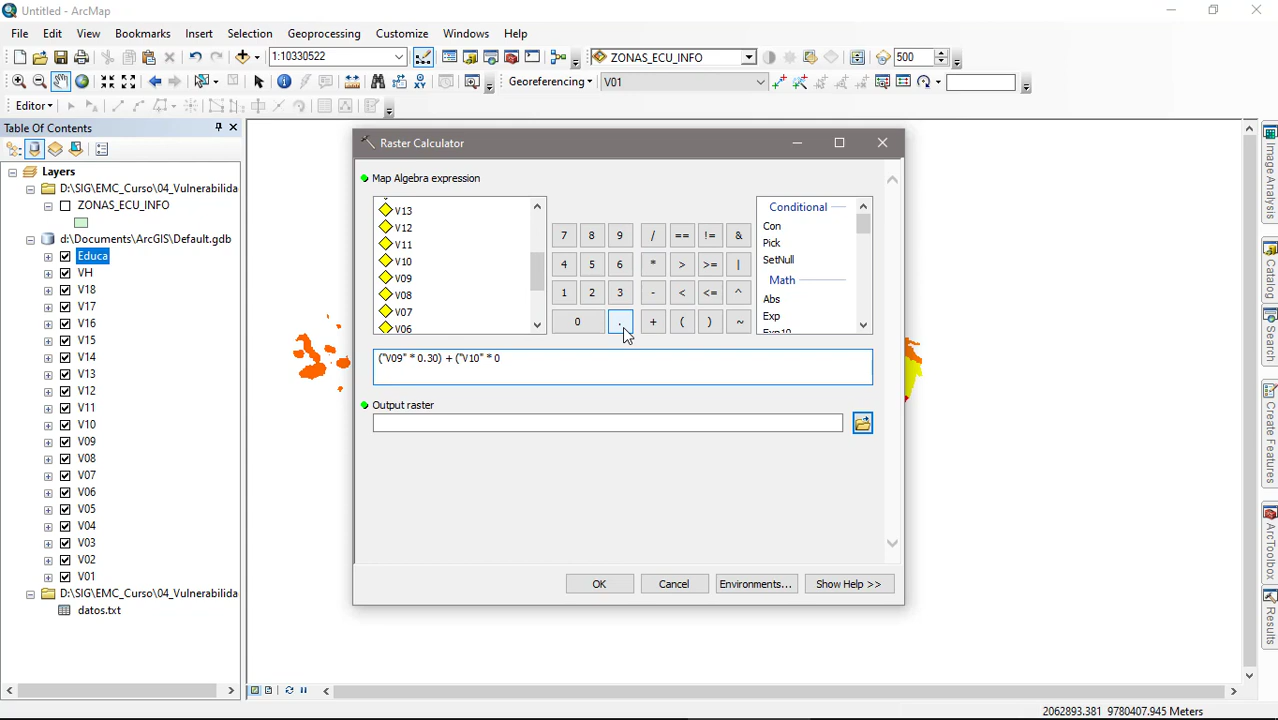 Untitled - ArcMap
File Edit View Bookmarks Insert Selection Geoprocessing Customize Windows Help
1:10330522
ZONAS_ECU_INFO
500
Georeferencing
V01
Editor
Table Of Contents
Layers
D:\SIG\EMC_Curso\04_Vulnerabilida
ZONAS_ECU_INFO
d:\Documents\ArcGIS\Default.gdb
Educa
VH
V18
V17
V16
V15
V14
V13
V12
V11
V10
V09
V08
V07
V06
V05
V04
V03
V02
V01
D:\SIG\EMC_Curso\04_Vulnerabilida
datos.txt
Raster Calculator
Map Algebra expression
V13
V12
V11
V10
V09
V08
V07
V06
7 8 9 / == != &
4 5 6 * > >= |
1 2 3 - < <= ^
0 . + ( ) ~
Conditional
Con
Pick
SetNull
Math
Abs
Exp
Exp10
("V09" * 0.30) + ("V10" * 0
Output raster
OK
Cancel
Environments...
Show Help >>
Image Analysis
Catalog
Search
Create Features
ArcToolbox
Results
2062893.381 9780407.945 Meters